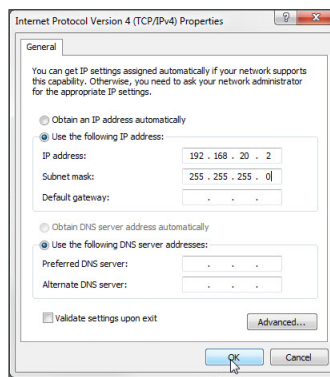 Internet Protocol Version 4 (TCP/IPv4) Properties
General
You can get IP settings assigned automatically if your network supports
this capability. Otherwise, you need to ask your network administrator
for the appropriate IP settings.
Obtain an IP address automatically
Use the following IP address:
IP address: 192 . 168 . 20 . 2
Subnet mask: 255 . 255 . 255 . 0
Default gateway: . . .
Obtain DNS server address automatically
Use the following DNS server addresses:
Preferred DNS server: . . .
Alternate DNS server: . . .
Validate settings upon exit
Advanced...
OK Cancel